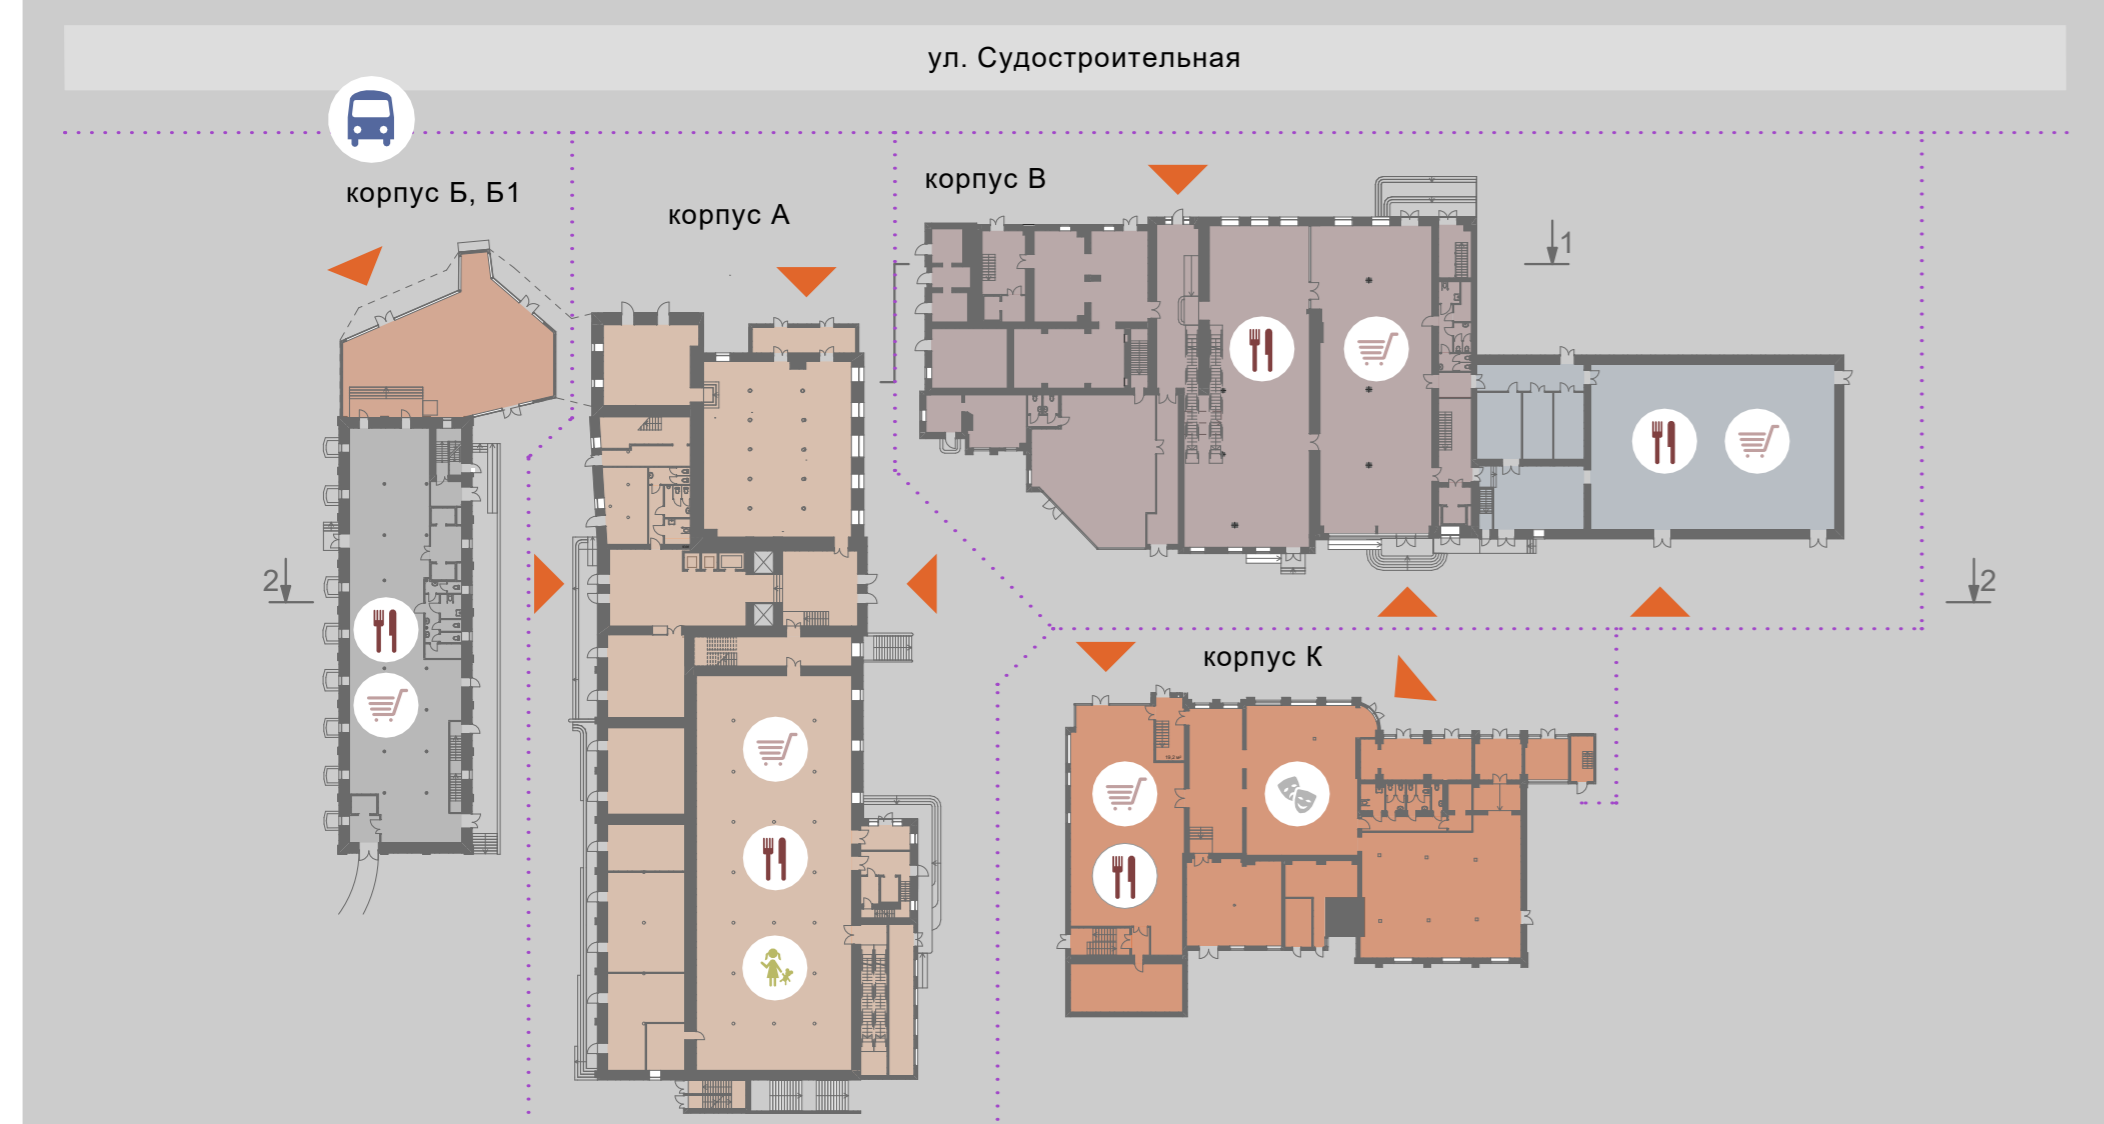 ул. Судостроительная
корпус Б, Б1
корпус А
корпус В
1
2
2
корпус К